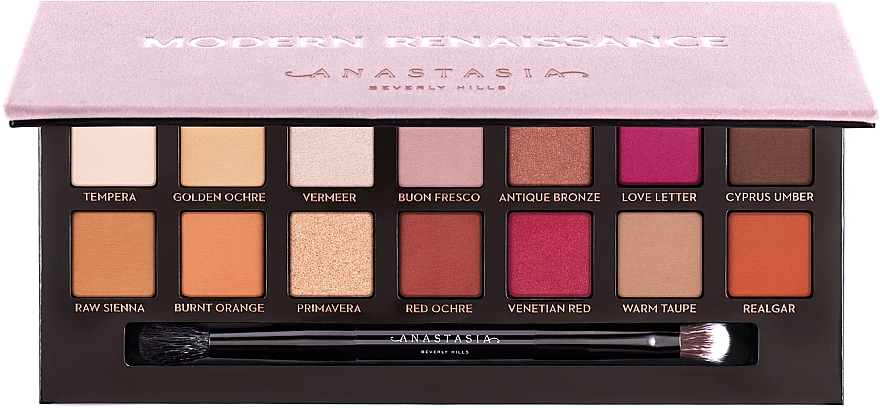 MODERN RENAISSANCE
ANASTASIA
BEVERLY HILLS
TEMPERA GOLDEN OCHRE VERMEER BUON FRESCO ANTIQUE BRONZE LOVE LETTER CYPRUS UMBER
RAW SIENNA BURNT ORANGE PRIMAVERA RED OCHRE VENETIAN RED WARM TAUPE REALGAR
ANASTASIA
BEVERLY HILLS